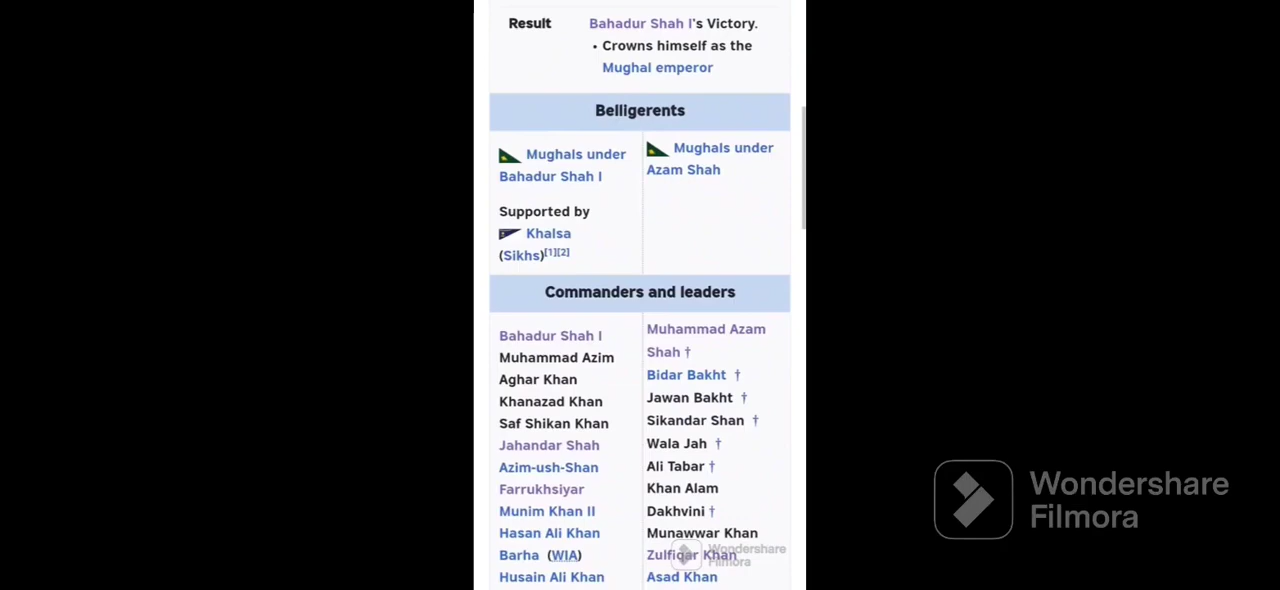 Result
Bahadur Shah I's Victory.
• Crowns himself as the
Mughal emperor
Belligerents
Mughals under
Bahadur Shah I
Supported by
Khalsa
(Sikhs)[1][2]
Mughals under
Azam Shah
Commanders and leaders
Bahadur Shah I
Muhammad Azim
Aghar Khan
Khanazad Khan
Saf Shikan Khan
Jahandar Shah
Azim-ush-Shan
Farrukhsiyar
Munim Khan II
Hasan Ali Khan
Barha (WIA)
Husain Ali Khan
Muhammad Azam
Shah †
Bidar Bakht †
Jawan Bakht †
Sikandar Shan †
Wala Jah †
Ali Tabar †
Khan Alam
Dakhvini †
Munawwar Khan
Zulfiqar Khan
Asad Khan
Wondershare
Filmora
Wondershare
Filmora